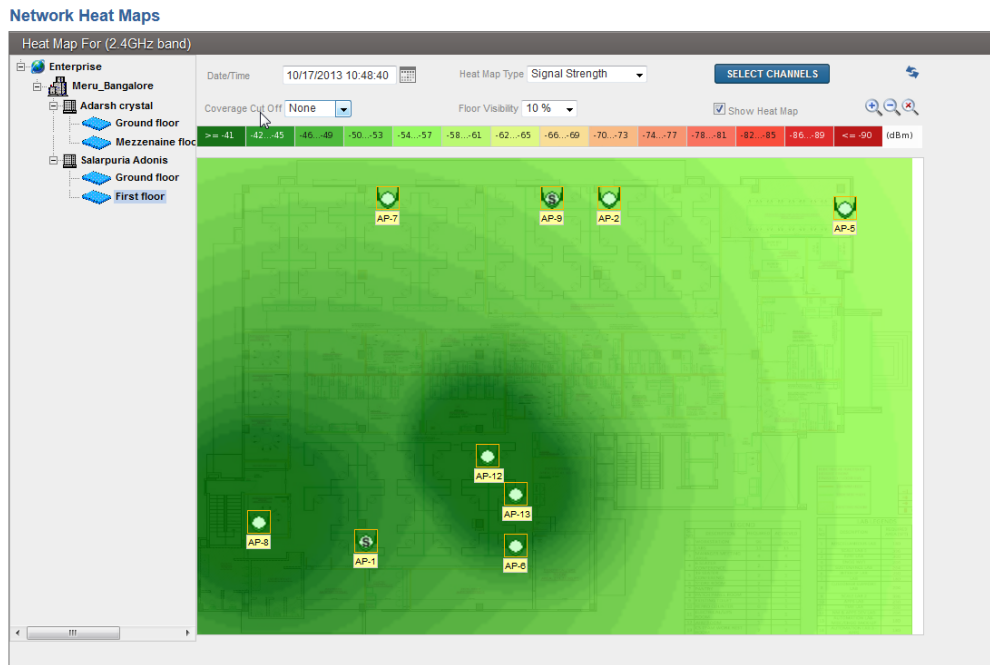 Network Heat Maps
Heat Map For (2.4GHz band)
Enterprise
Meru_Bangalore
Adarsh crystal
Ground floor
Mezzenaine floo
Salarpuria Adonis
Ground floor
First floor
Date/Time 10/17/2013 10:48:40 Heat Map Type Signal Strength SELECT CHANNELS
Coverage Cut Off None Floor Visibility 10 % Show Heat Map
>= -41 -42...-45 -46...-49 -50...-53 -54...-57 -58...-61 -62...-65 -66...-69 -70...-73 -74...-77 -78...-81 -82...-85 -86...-89 <= -90 (dBm)
AP-7 AP-9 AP-2
AP-5
AP-12
AP-13
AP-8
AP-1
AP-6